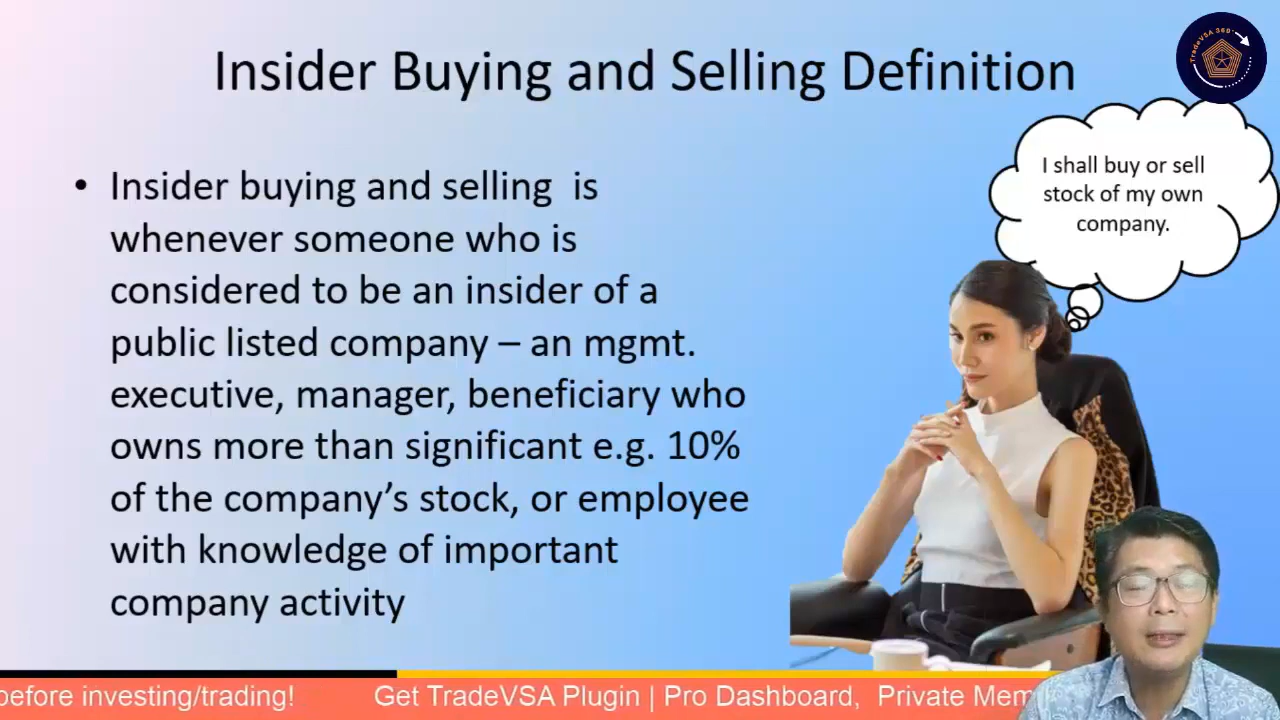 Insider Buying and Selling Definition
TradeVSA 360°
I shall buy or sell
stock of my own
company.
• Insider buying and selling  is
whenever someone who is
considered to be an insider of a
public listed company – an mgmt.
executive, manager, beneficiary who
owns more than significant e.g. 10%
of the company’s stock, or employee
with knowledge of important
company activity
before investing/trading!          Get TradeVSA Plugin | Pro Dashboard,  Private Mem